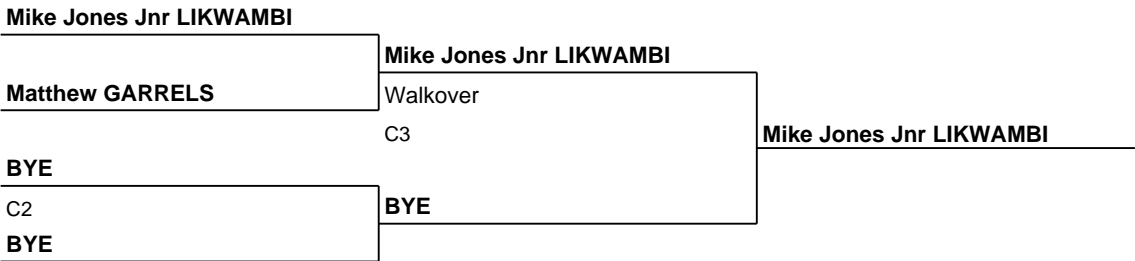 Mike Jones Jnr LIKWAMBI
Mike Jones Jnr LIKWAMBI
Matthew GARRELS
Walkover
C3
Mike Jones Jnr LIKWAMBI
BYE
C2
BYE
BYE